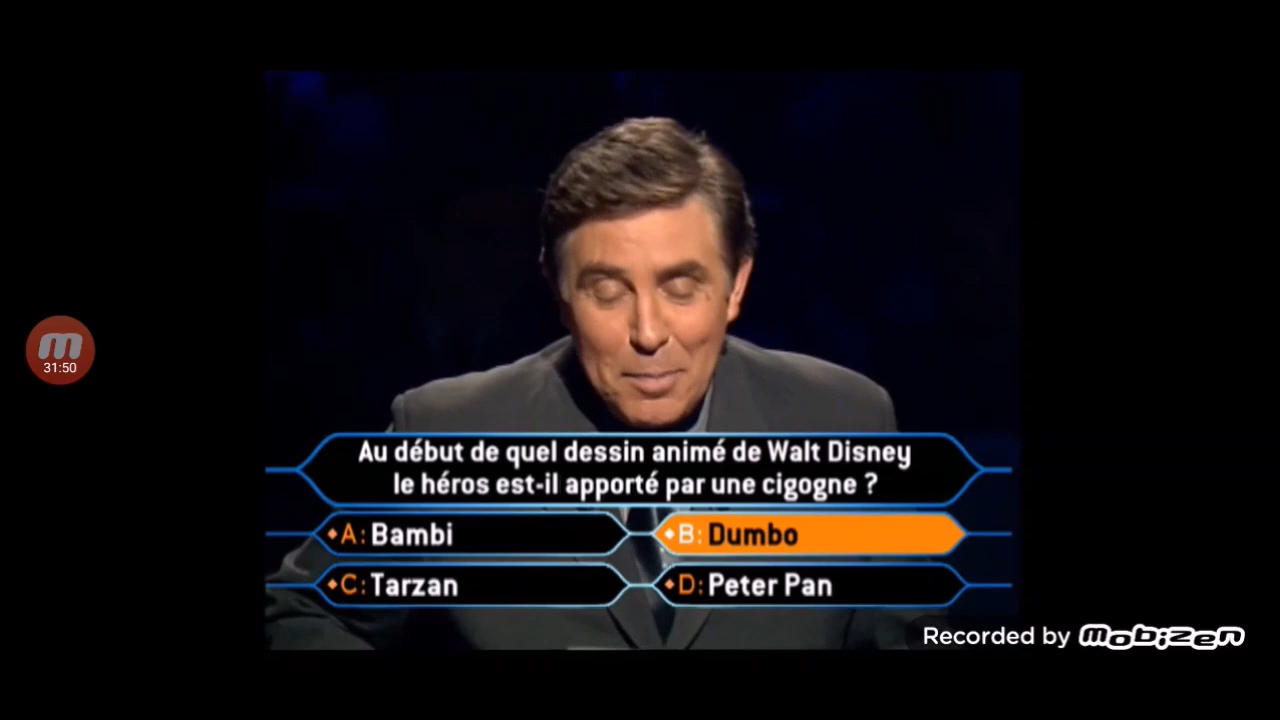 Au début de quel dessin animé de Walt Disney
le héros est-il apporté par une cigogne ?
A: Bambi
B: Dumbo
C: Tarzan
D: Peter Pan
31:50
Recorded by mobizen